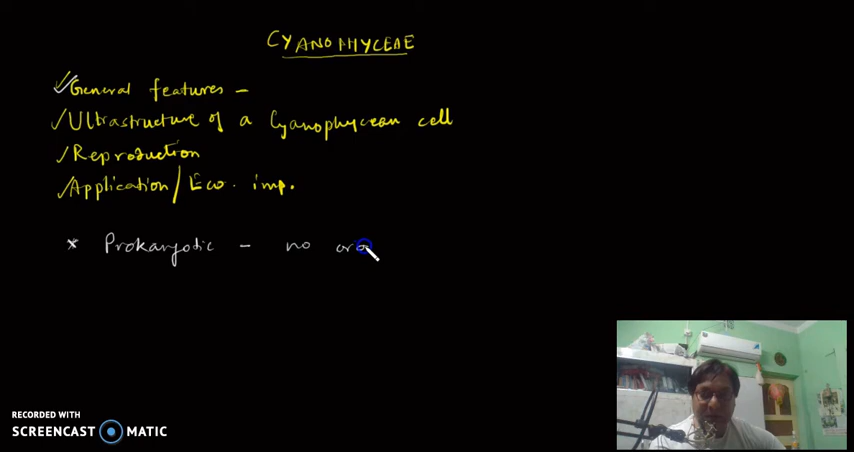 CYANOPHYCEAE
General features -
Ultrastructure of a Cyanophycean cell
Reproduction
Application / Eco. imp.
* Prokaryotic - no
RECORDED WITH
SCREENCAST MATIC